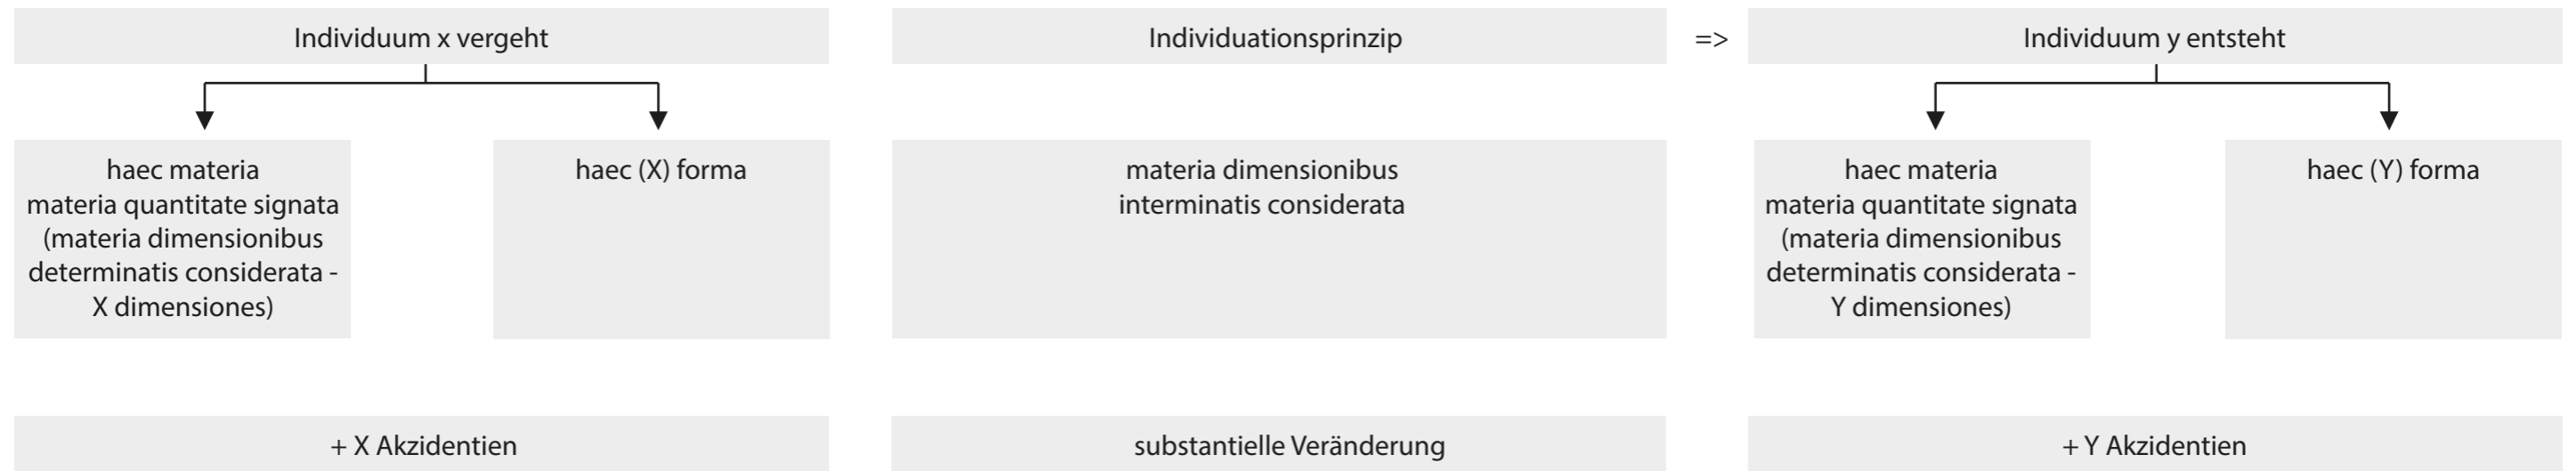 Individuum x vergeht
Individuationsprinzip
=>
Individuum y entsteht
haec materia
materia quantitate signata
(materia dimensionibus
determinatis considerata -
X dimensiones)
haec (X) forma
materia dimensionibus
interminatis considerata
haec materia
materia quantitate signata
(materia dimensionibus
determinatis considerata -
Y dimensiones)
haec (Y) forma
+ X Akzidentien
substantielle Veränderung
+ Y Akzidentien